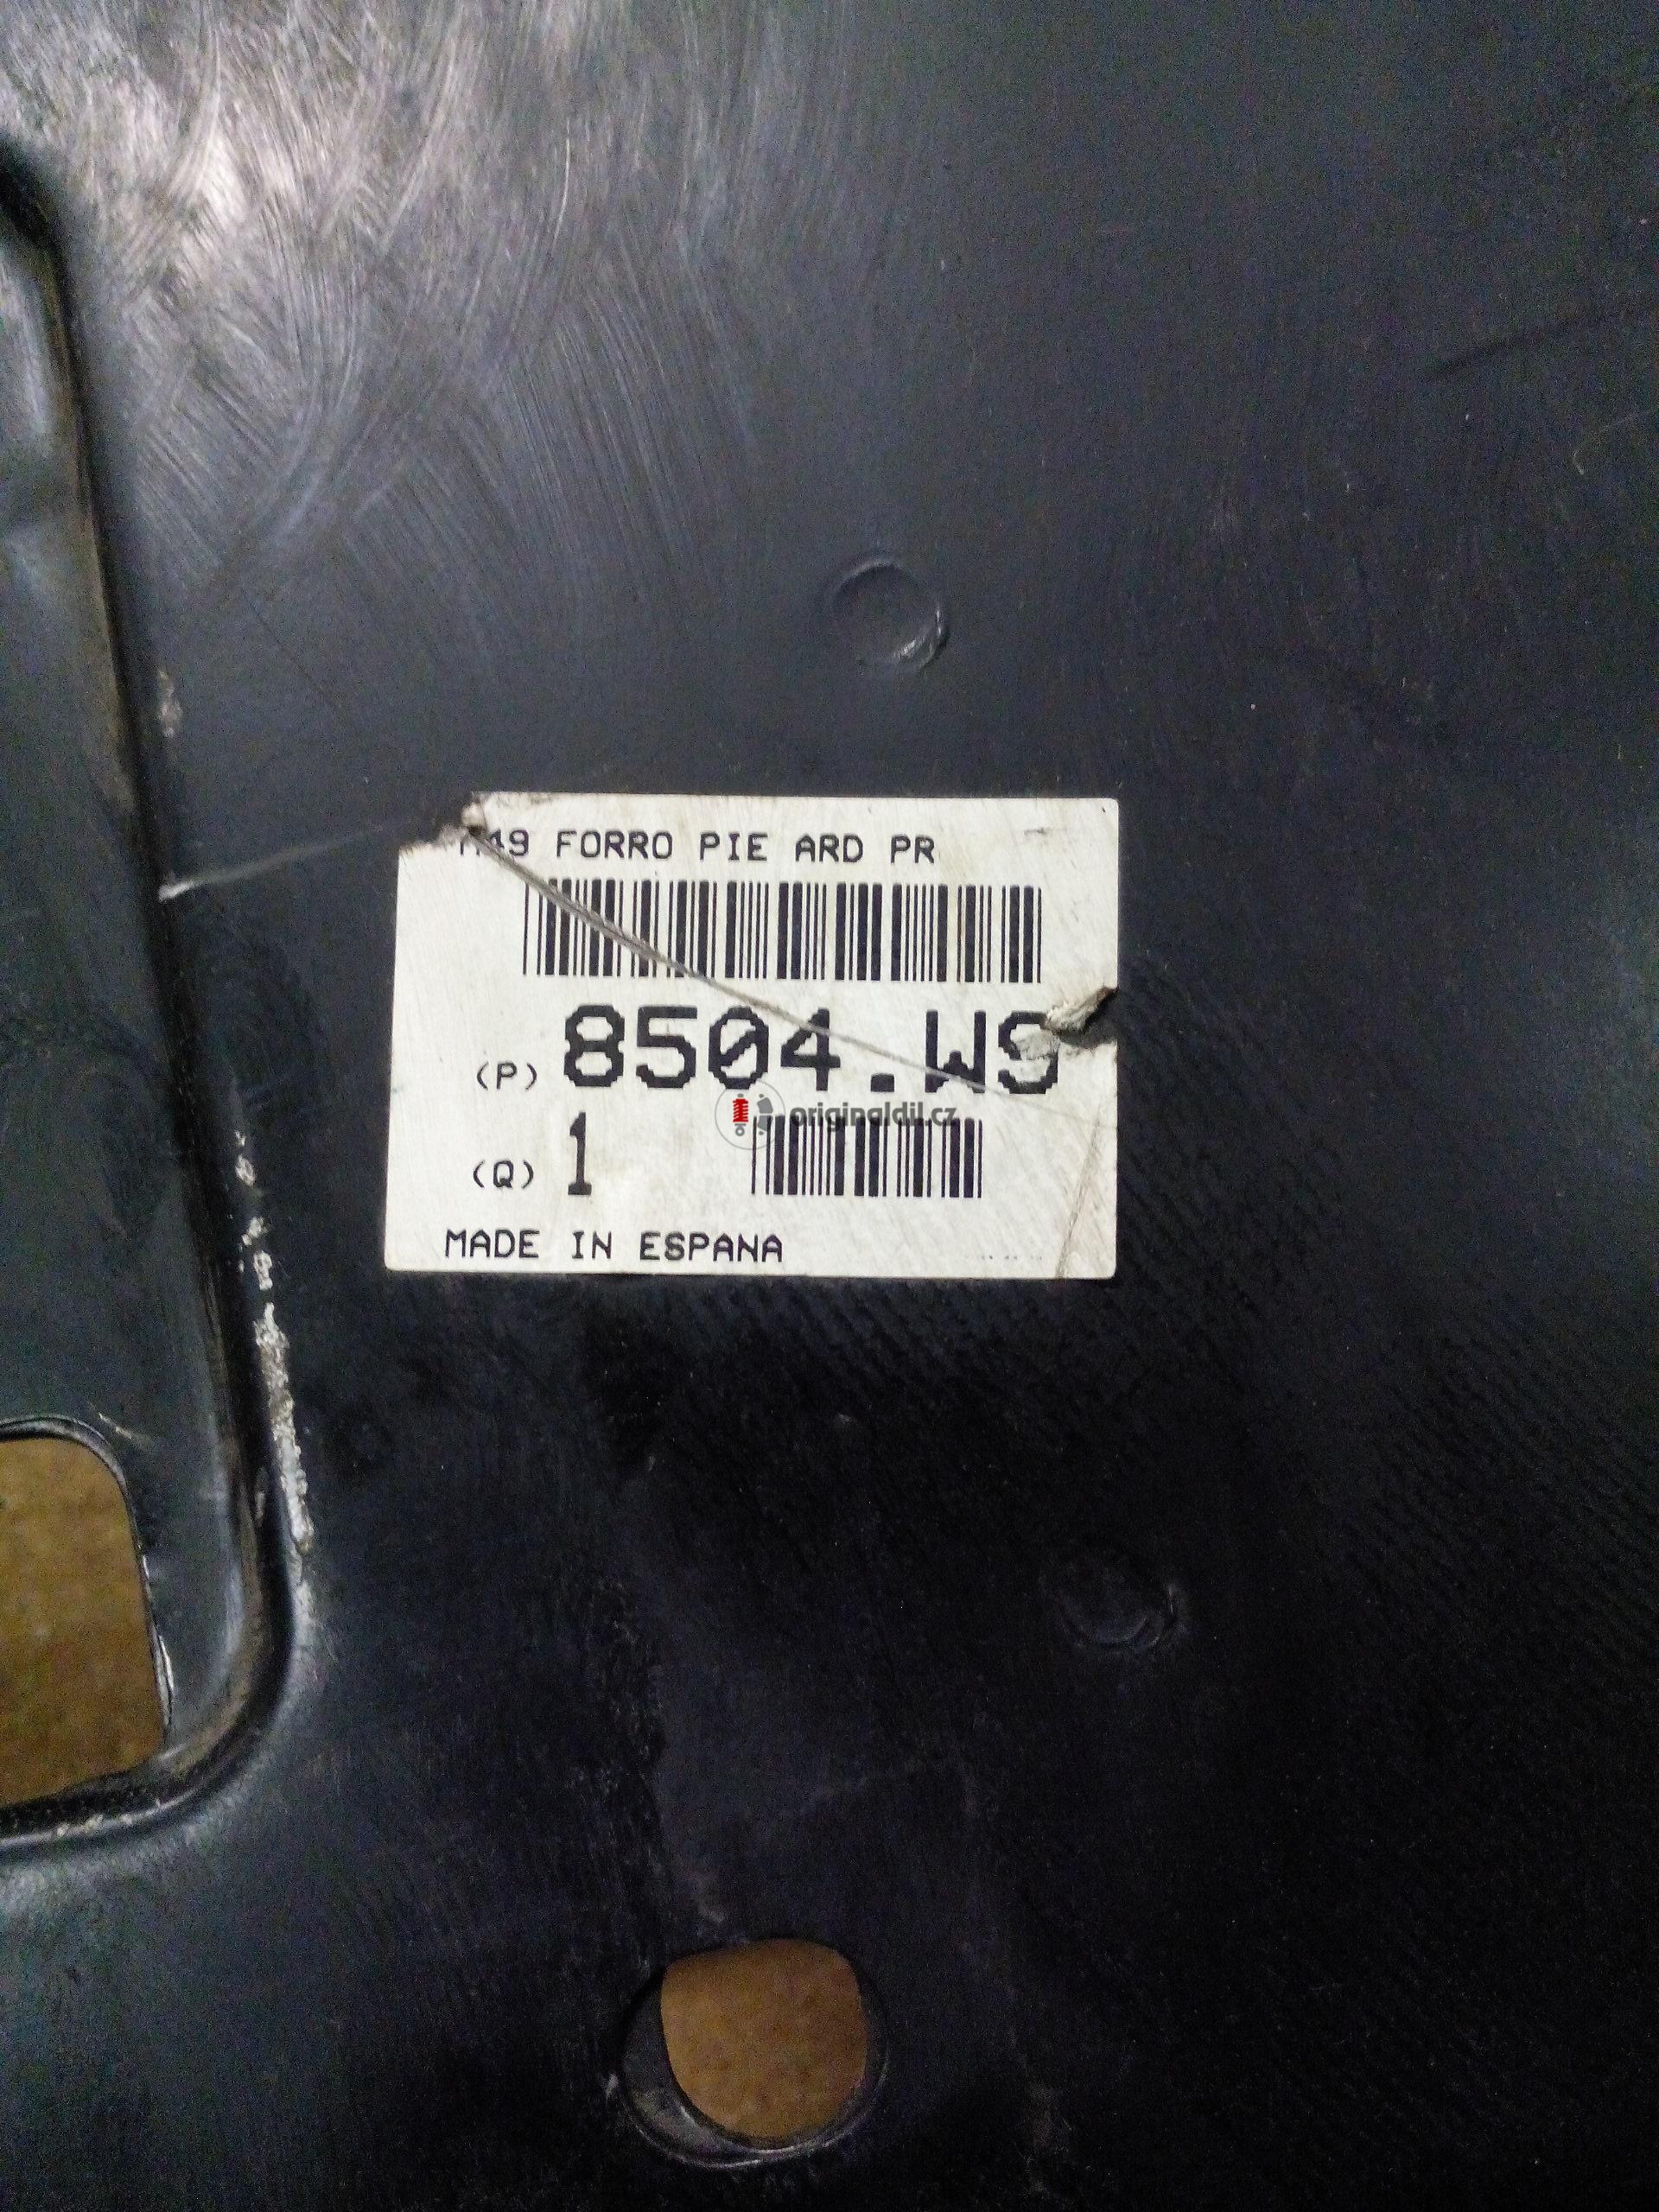 FORRO PIE ARD PR
(P) 8504.W9
originaldil.cz
(Q) 1
MADE IN ESPANA